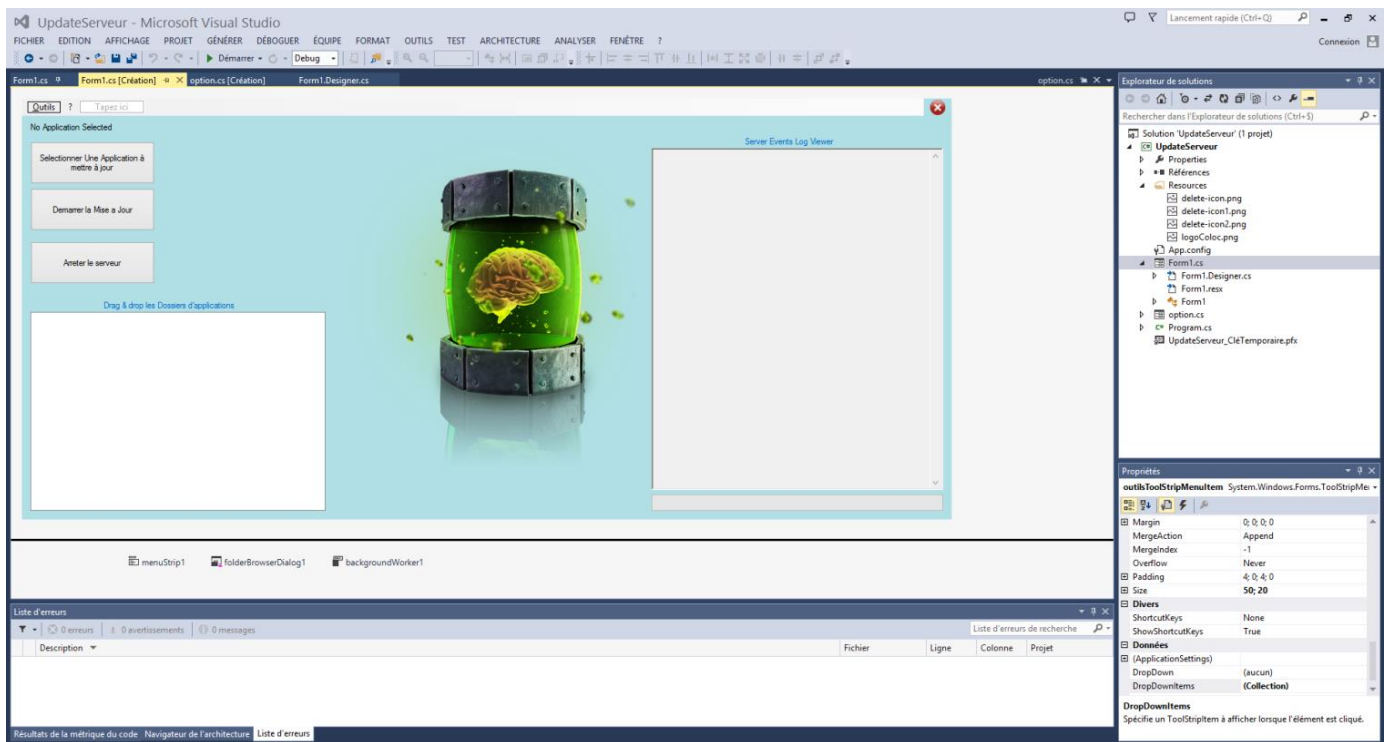 UpdateServeur - Microsoft Visual Studio
Lancement rapide (Ctrl+Q)
FICHIER EDITION AFFICHAGE PROJET GÉNÉRER DÉBOGUER ÉQUIPE FORMAT OUTILS TEST ARCHITECTURE ANALYSER FENÊTRE ?
Connexion
Démarrer Debug
Form1.cs Form1.cs [Création] option.cs [Création] Form1.Designer.cs option.cs
Outils ? Tapez ici
No Application Selected
Selectionner Une Application à
mettre à jour
Demarrer la Mise a Jour
Arreter le serveur
Drag & drop les Dossiers d'applications
Server Events Log Viewer
menuStrip1 folderBrowserDialog1 backgroundWorker1
Liste d'erreurs
0 erreurs 0 avertissements 0 messages Liste d'erreurs de recherche
Description Fichier Ligne Colonne Projet
Résultats de la métrique du code Navigateur de l'architecture Liste d'erreurs
Explorateur de solutions
Rechercher dans l'Explorateur de solutions (Ctrl+$)
Solution 'UpdateServeur' (1 projet)
UpdateServeur
Properties
Références
Resources
delete-icon.png
delete-icon1.png
delete-icon2.png
logoColoc.png
App.config
Form1.cs
Form1.Designer.cs
Form1.resx
Form1
option.cs
Program.cs
UpdateServeur_CléTemporaire.pfx
Propriétés
outilsToolStripMenuItem System.Windows.Forms.ToolStripMe
Margin 0; 0; 0; 0
MergeAction Append
MergeIndex -1
Overflow Never
Padding 4; 0; 4; 0
Size 50; 20
Divers
ShortcutKeys None
ShowShortcutKeys True
Données
(ApplicationSettings)
DropDown (aucun)
DropDownItems (Collection)
DropDownItems
Spécifie un ToolStripItem à afficher lorsque l'élément est cliqué.